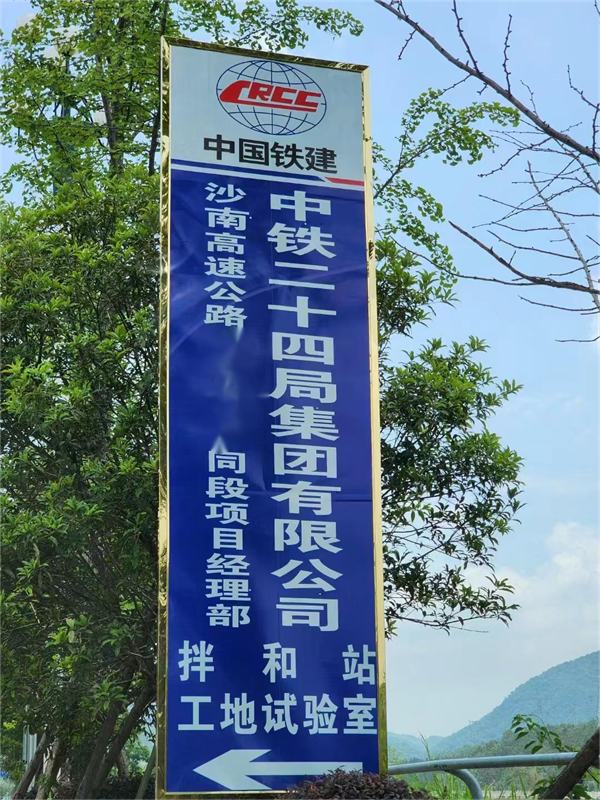 CRCC
中国铁建
中铁二十四局集团有限公司
沙南高速公路
同段项目经理部
拌和站
工地试验室